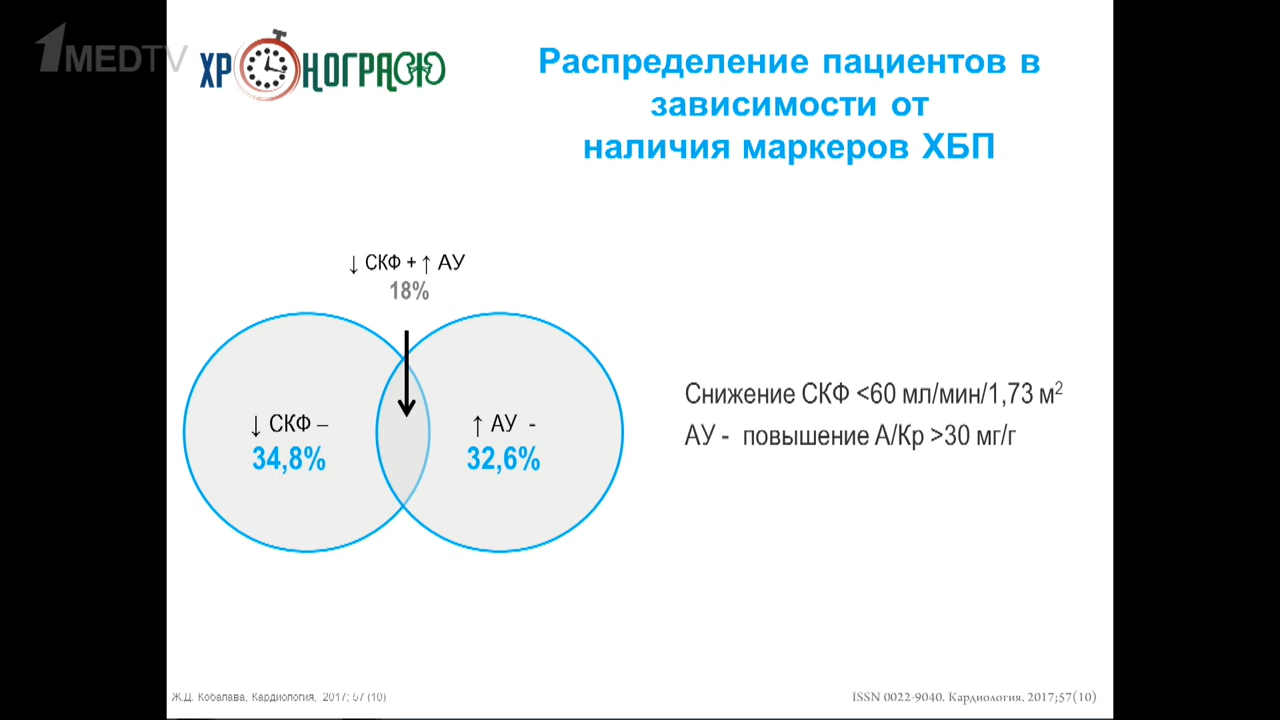 1MEDTV
ХРОНОГРАФ
Распределение пациентов в
зависимости от
наличия маркеров ХБП
↓ СКФ + ↑ АУ
18%
↓ СКФ –
34,8%
↑ АУ -
32,6%
Снижение СКФ <60 мл/мин/1,73 м²
АУ - повышение А/Кр >30 мг/г
Ж.Д. Кобалава, Кардиология, 2017; 57 (10)
ISSN 0022-9040. Кардиология. 2017;57(10)